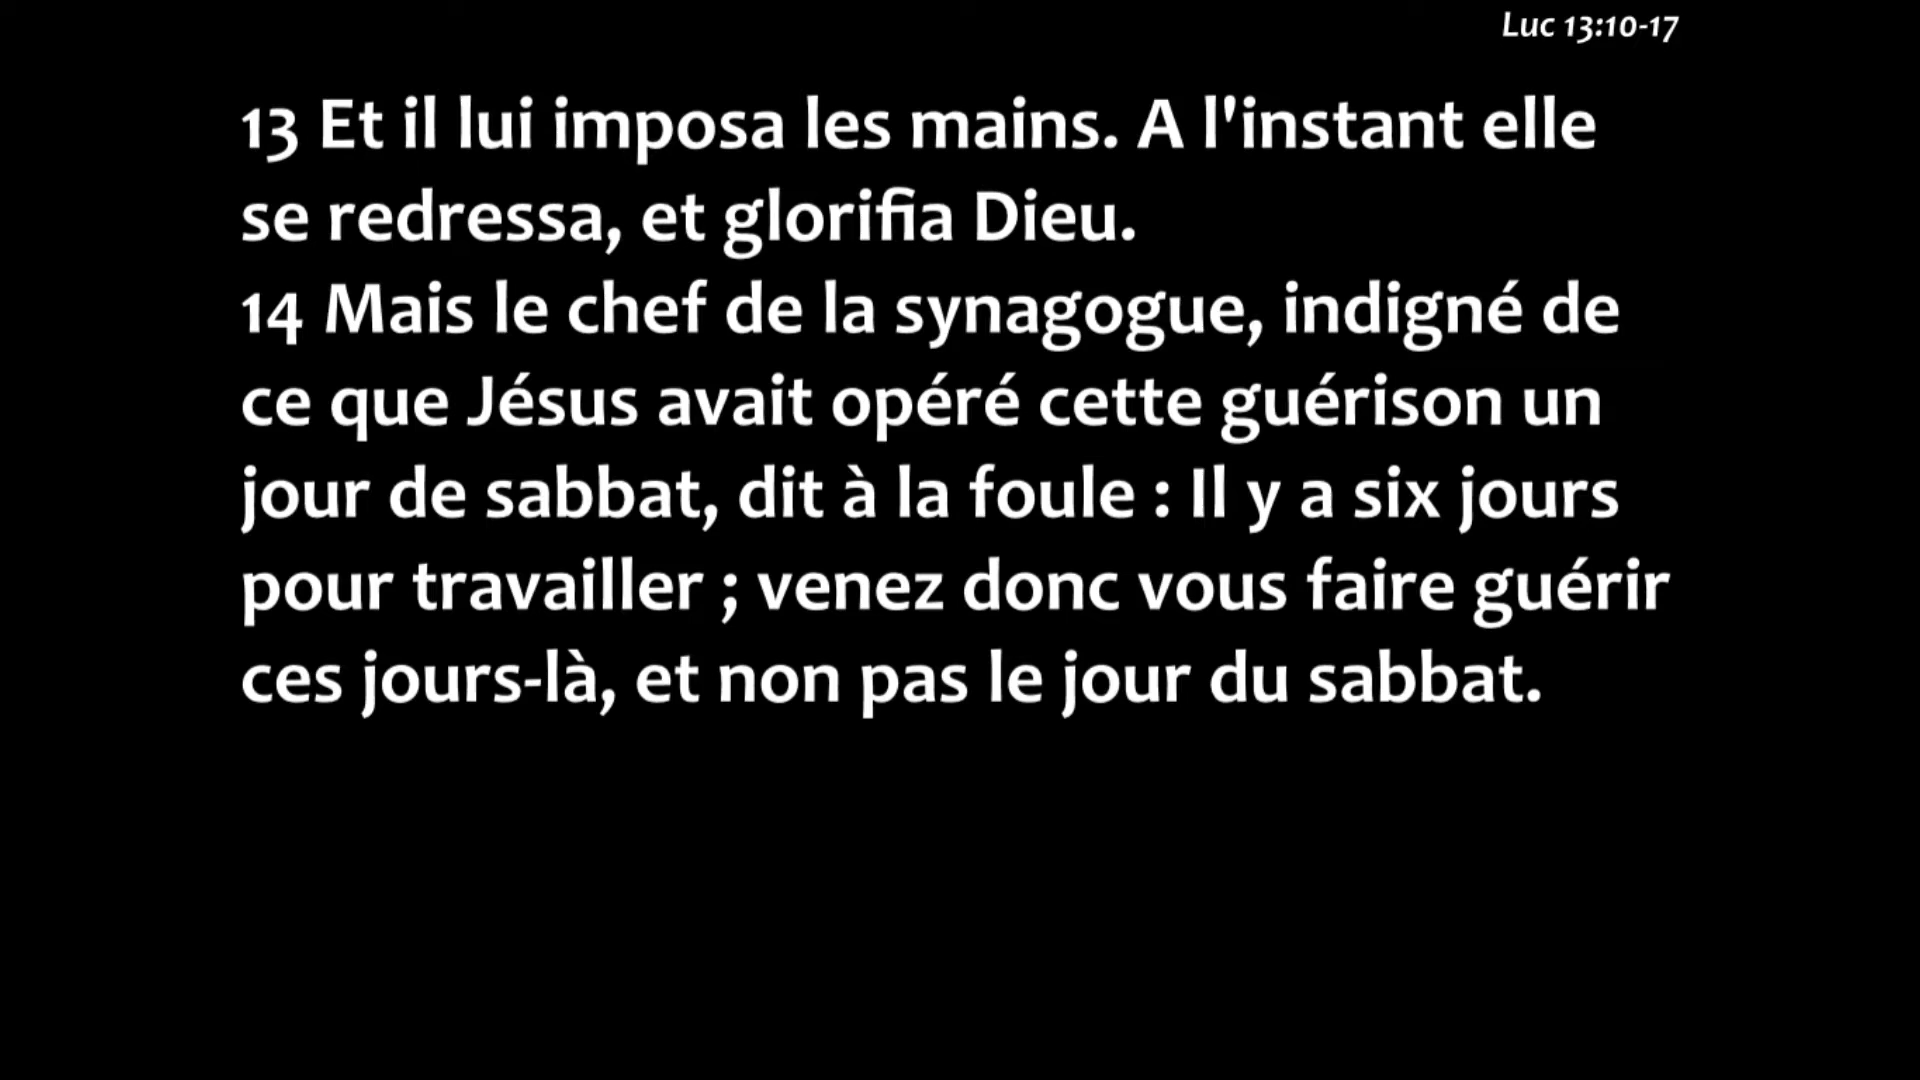 Luc 13:10-17
13 Et il lui imposa les mains. A l'instant elle
se redressa, et glorifia Dieu.
14 Mais le chef de la synagogue, indigné de
ce que Jésus avait opéré cette guérison un
jour de sabbat, dit à la foule : Il y a six jours
pour travailler ; venez donc vous faire guérir
ces jours-là, et non pas le jour du sabbat.